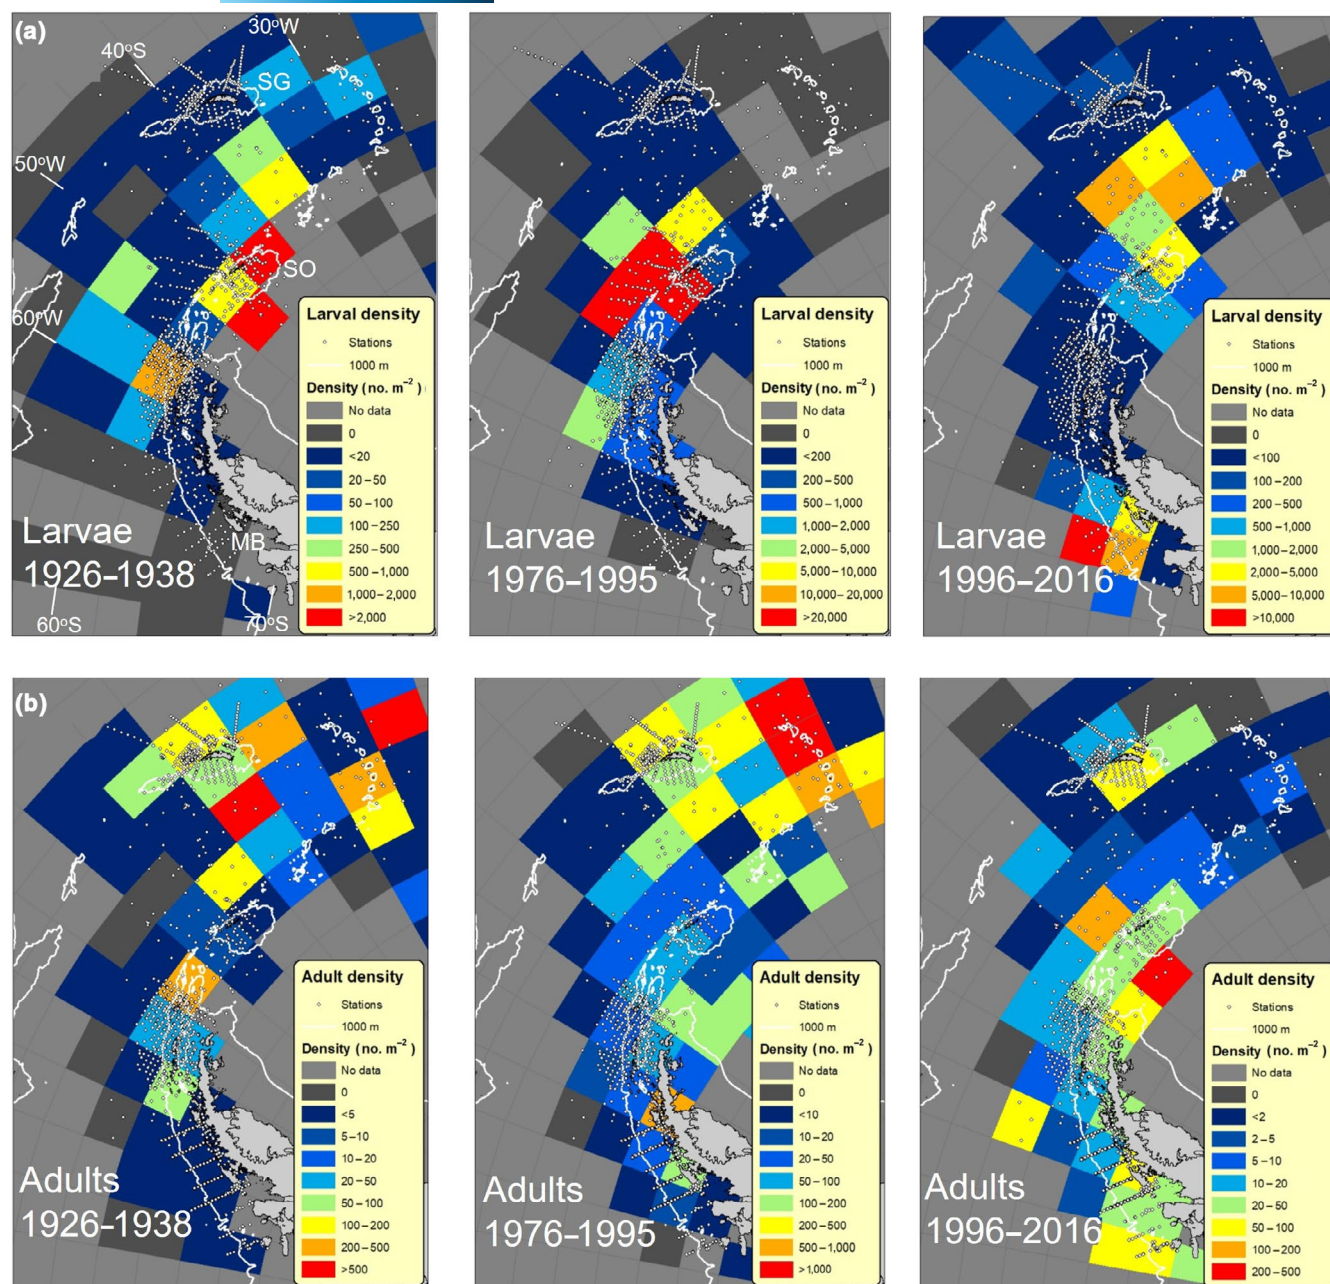 (a)
30°W
40°S
SG
50°W
SO
60°W
MB
60°S
70°S
Larvae
1926–1938
Larval density
Stations
1000 m
Density ( no. m⁻² )
No data
0
<20
20 – 50
50 – 100
100 – 250
250 – 500
500 – 1,000
1,000 – 2,000
>2,000
Larvae
1976–1995
Larval density
Stations
1000 m
Density ( no. m⁻² )
No data
0
<200
200 – 500
500 – 1,000
1,000 – 2,000
2,000 – 5,000
5,000 – 10,000
10,000 – 20,000
>20,000
Larvae
1996–2016
Larval density
Stations
1000 m
Density ( no. m⁻² )
No data
0
<100
100 – 200
200 – 500
500 – 1,000
1,000 – 2,000
2,000 – 5,000
5,000 – 10,000
>10,000
(b)
Adults
1926–1938
Adult density
Stations
1000 m
Density ( no. m⁻² )
No data
0
<5
5 – 10
10 – 20
20 – 50
50 – 100
100 – 200
200 – 500
>500
Adults
1976–1995
Adult density
Stations
1000 m
Density ( no. m⁻² )
No data
0
<10
10 – 20
20 – 50
50 – 100
100 – 200
200 – 500
500 – 1,000
>1,000
Adults
1996–2016
Adult density
Stations
1000 m
Density ( no. m⁻² )
No data
0
<2
2 – 5
5 – 10
10 – 20
20 – 50
50 – 100
100 – 200
200 – 500